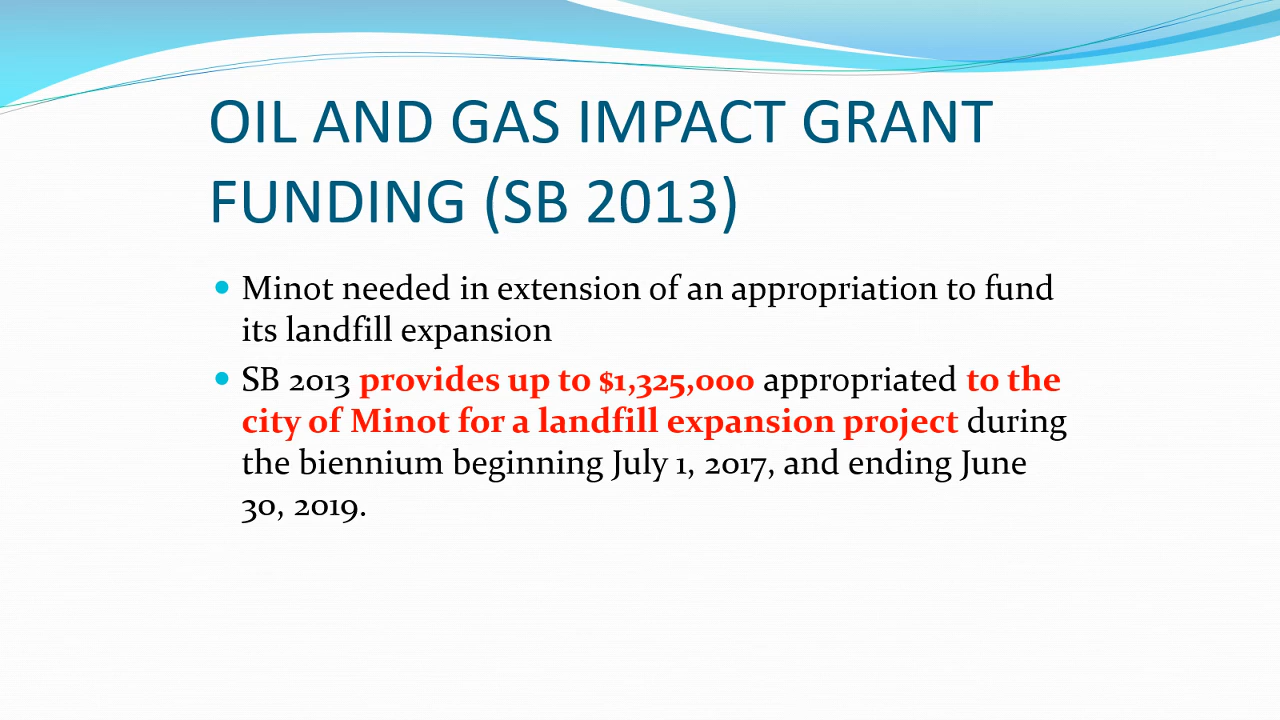 OIL AND GAS IMPACT GRANT
FUNDING (SB 2013)
• Minot needed in extension of an appropriation to fund
its landfill expansion
• SB 2013 provides up to $1,325,000 appropriated to the
city of Minot for a landfill expansion project during
the biennium beginning July 1, 2017, and ending June
30, 2019.